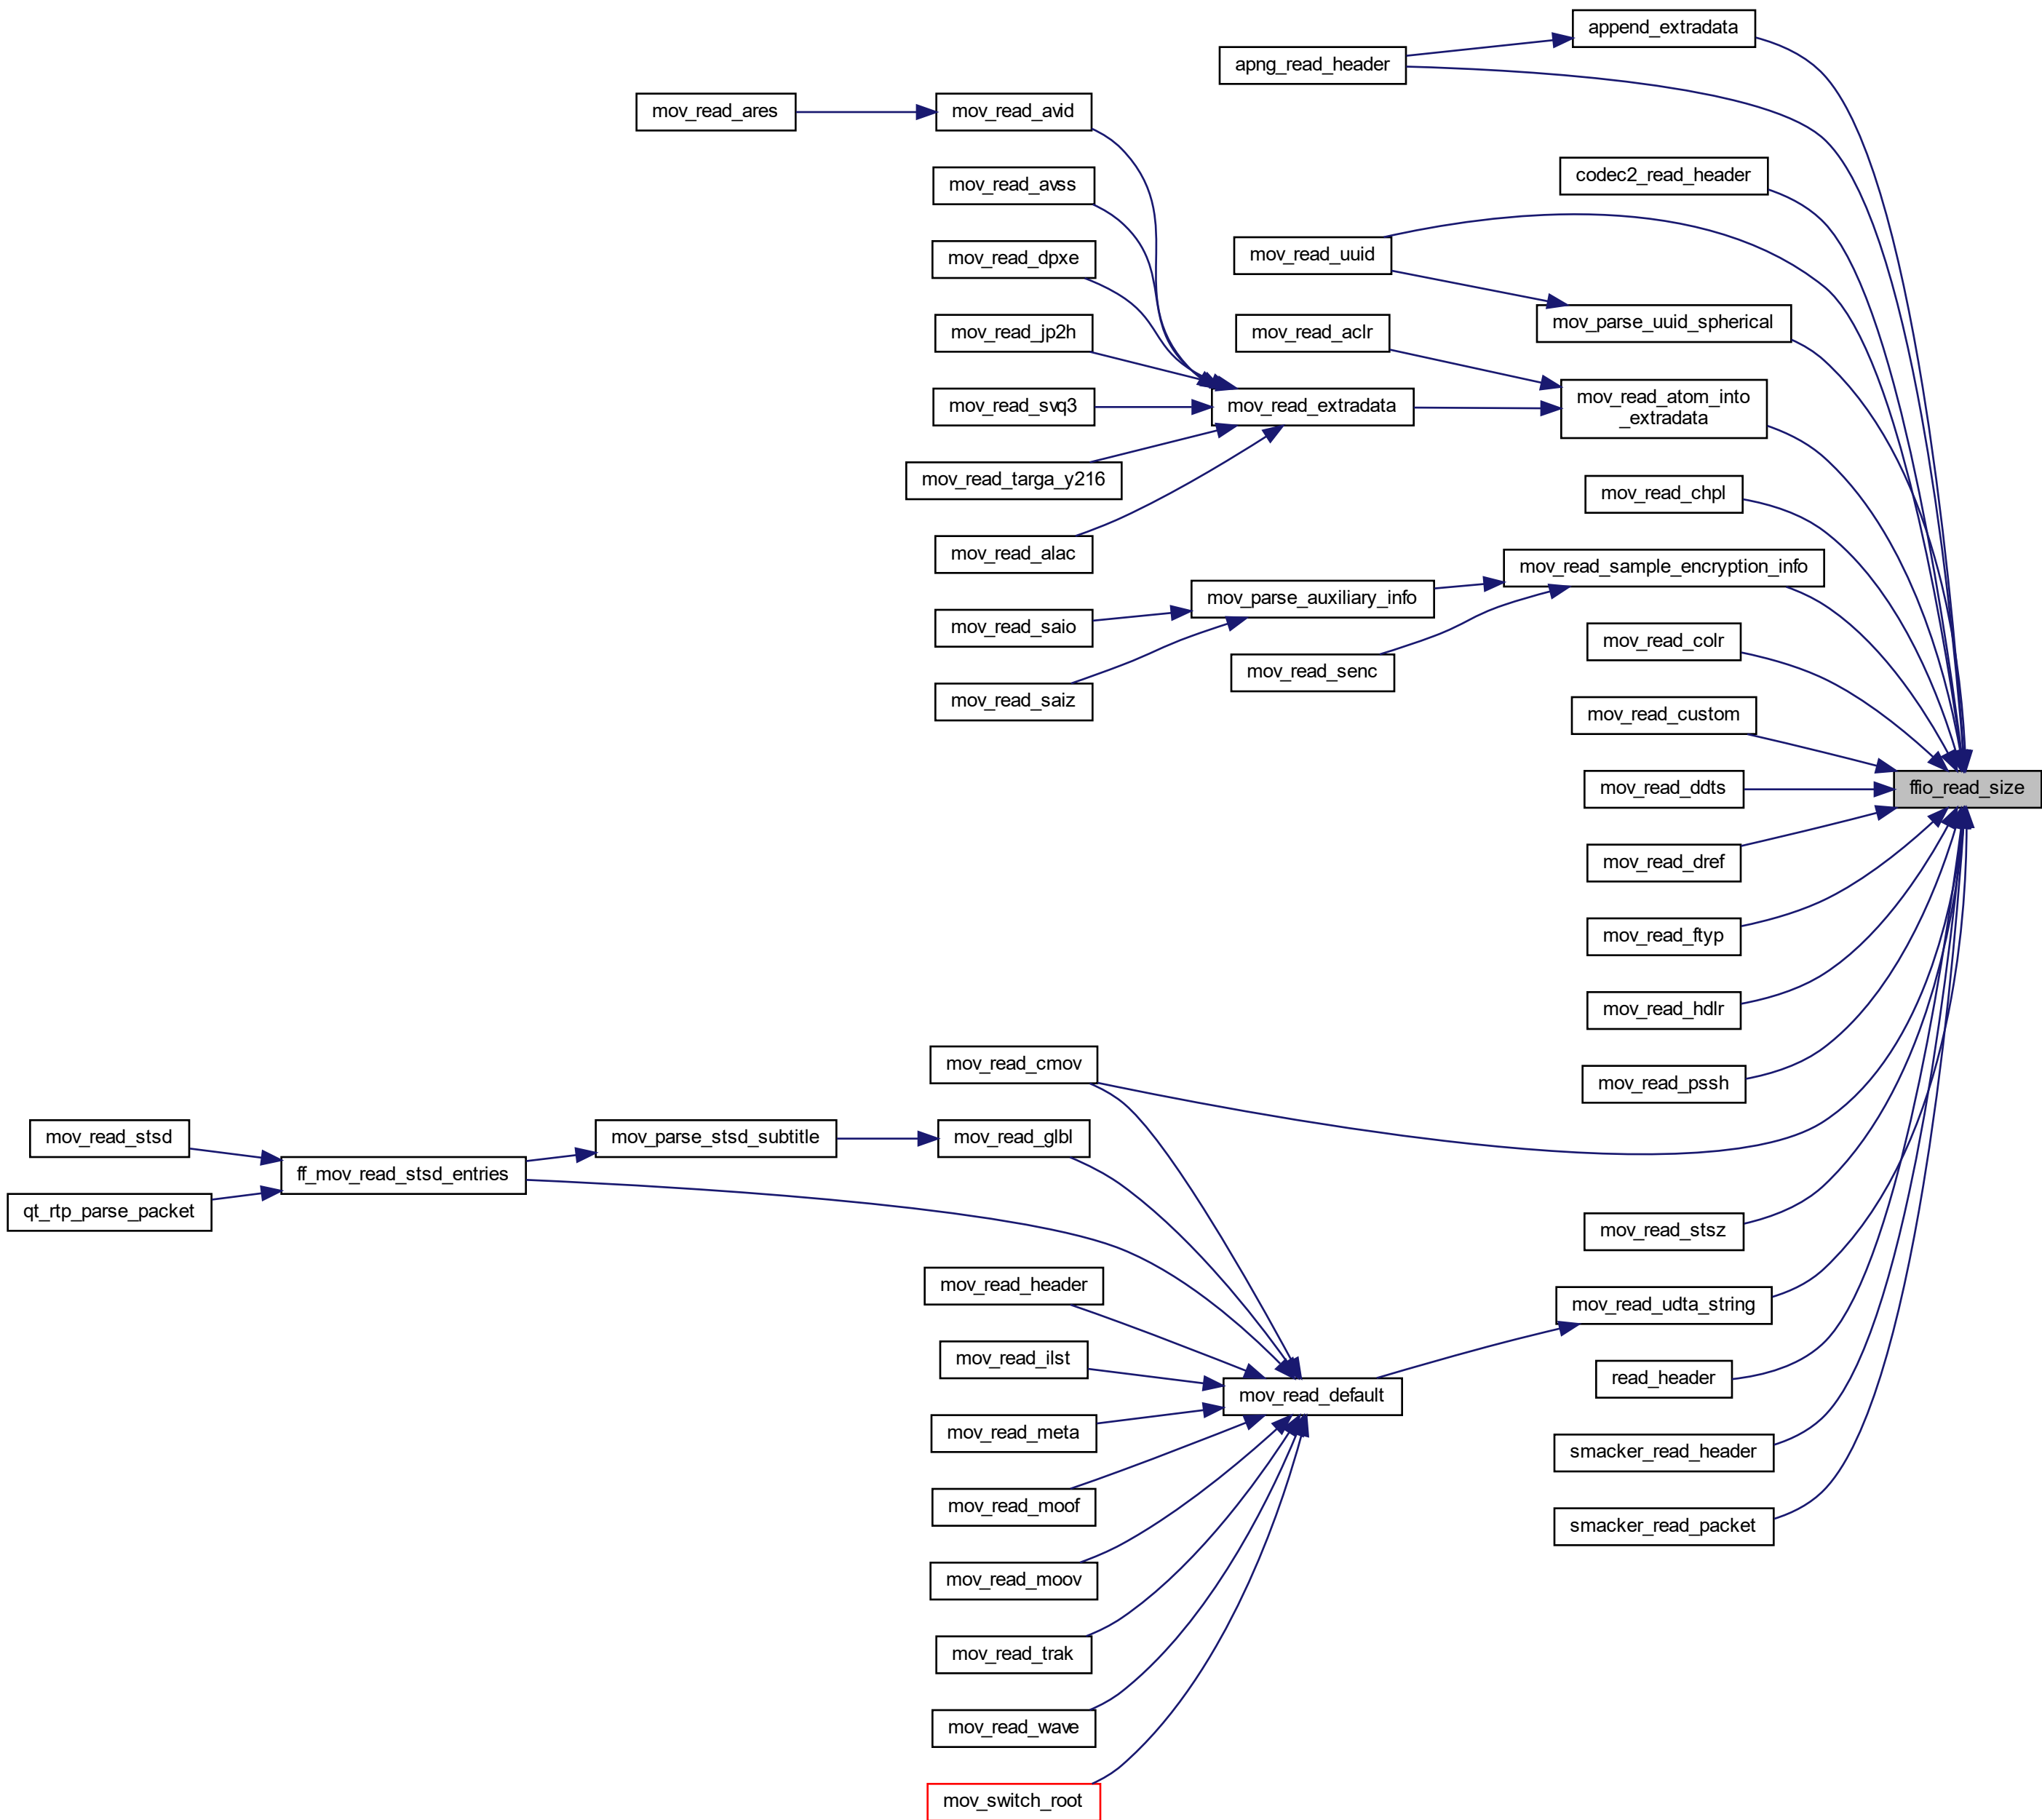 append_extradata
apng_read_header
mov_read_ares
mov_read_avid
mov_read_avss
codec2_read_header
mov_read_dpxe
mov_read_uuid
mov_parse_uuid_spherical
mov_read_jp2h
mov_read_aclr
mov_read_svq3
mov_read_extradata
mov_read_atom_into
_extradata
mov_read_targa_y216
mov_read_chpl
mov_read_alac
mov_read_sample_encryption_info
mov_parse_auxiliary_info
mov_read_saio
mov_read_colr
mov_read_senc
mov_read_saiz
mov_read_custom
mov_read_ddts
ffio_read_size
mov_read_dref
mov_read_ftyp
mov_read_hdlr
mov_read_cmov
mov_read_pssh
mov_read_stsd
mov_parse_stsd_subtitle
mov_read_glbl
ff_mov_read_stsd_entries
qt_rtp_parse_packet
mov_read_stsz
mov_read_header
mov_read_udta_string
mov_read_ilst
mov_read_default
read_header
mov_read_meta
smacker_read_header
mov_read_moof
smacker_read_packet
mov_read_moov
mov_read_trak
mov_read_wave
mov_switch_root